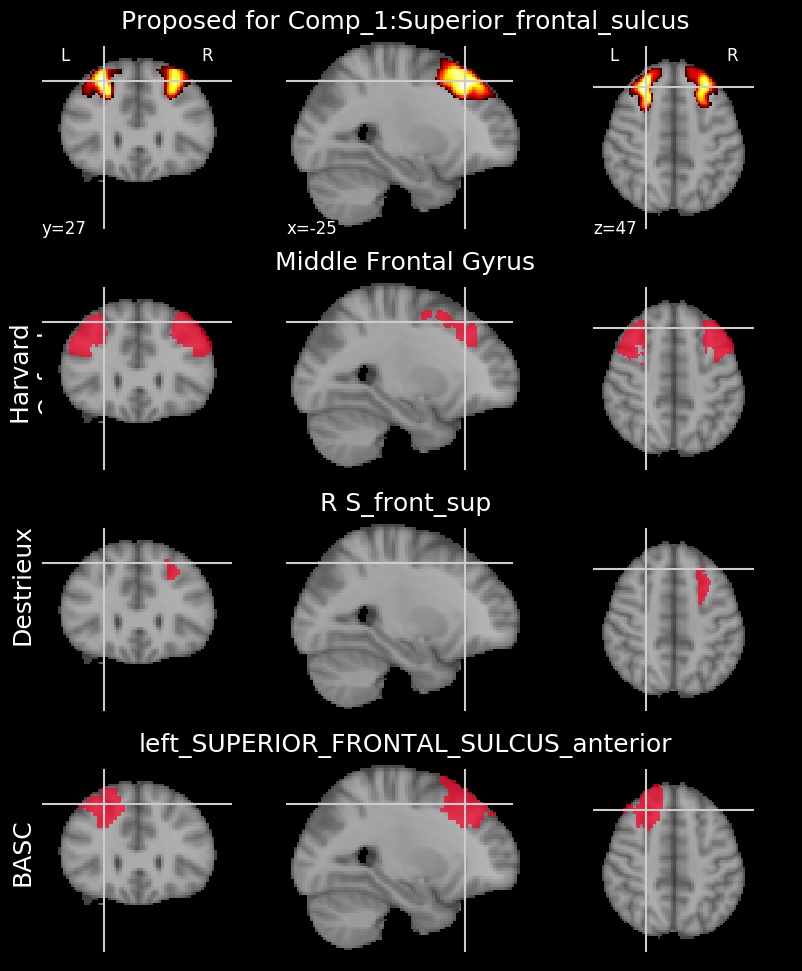 Proposed for Comp_1:Superior_frontal_sulcus
L R L R
y=27 x=-25 z=47
Middle Frontal Gyrus
Harvard
R S_front_sup
Destrieux
left_SUPERIOR_FRONTAL_SULCUS_anterior
BASC